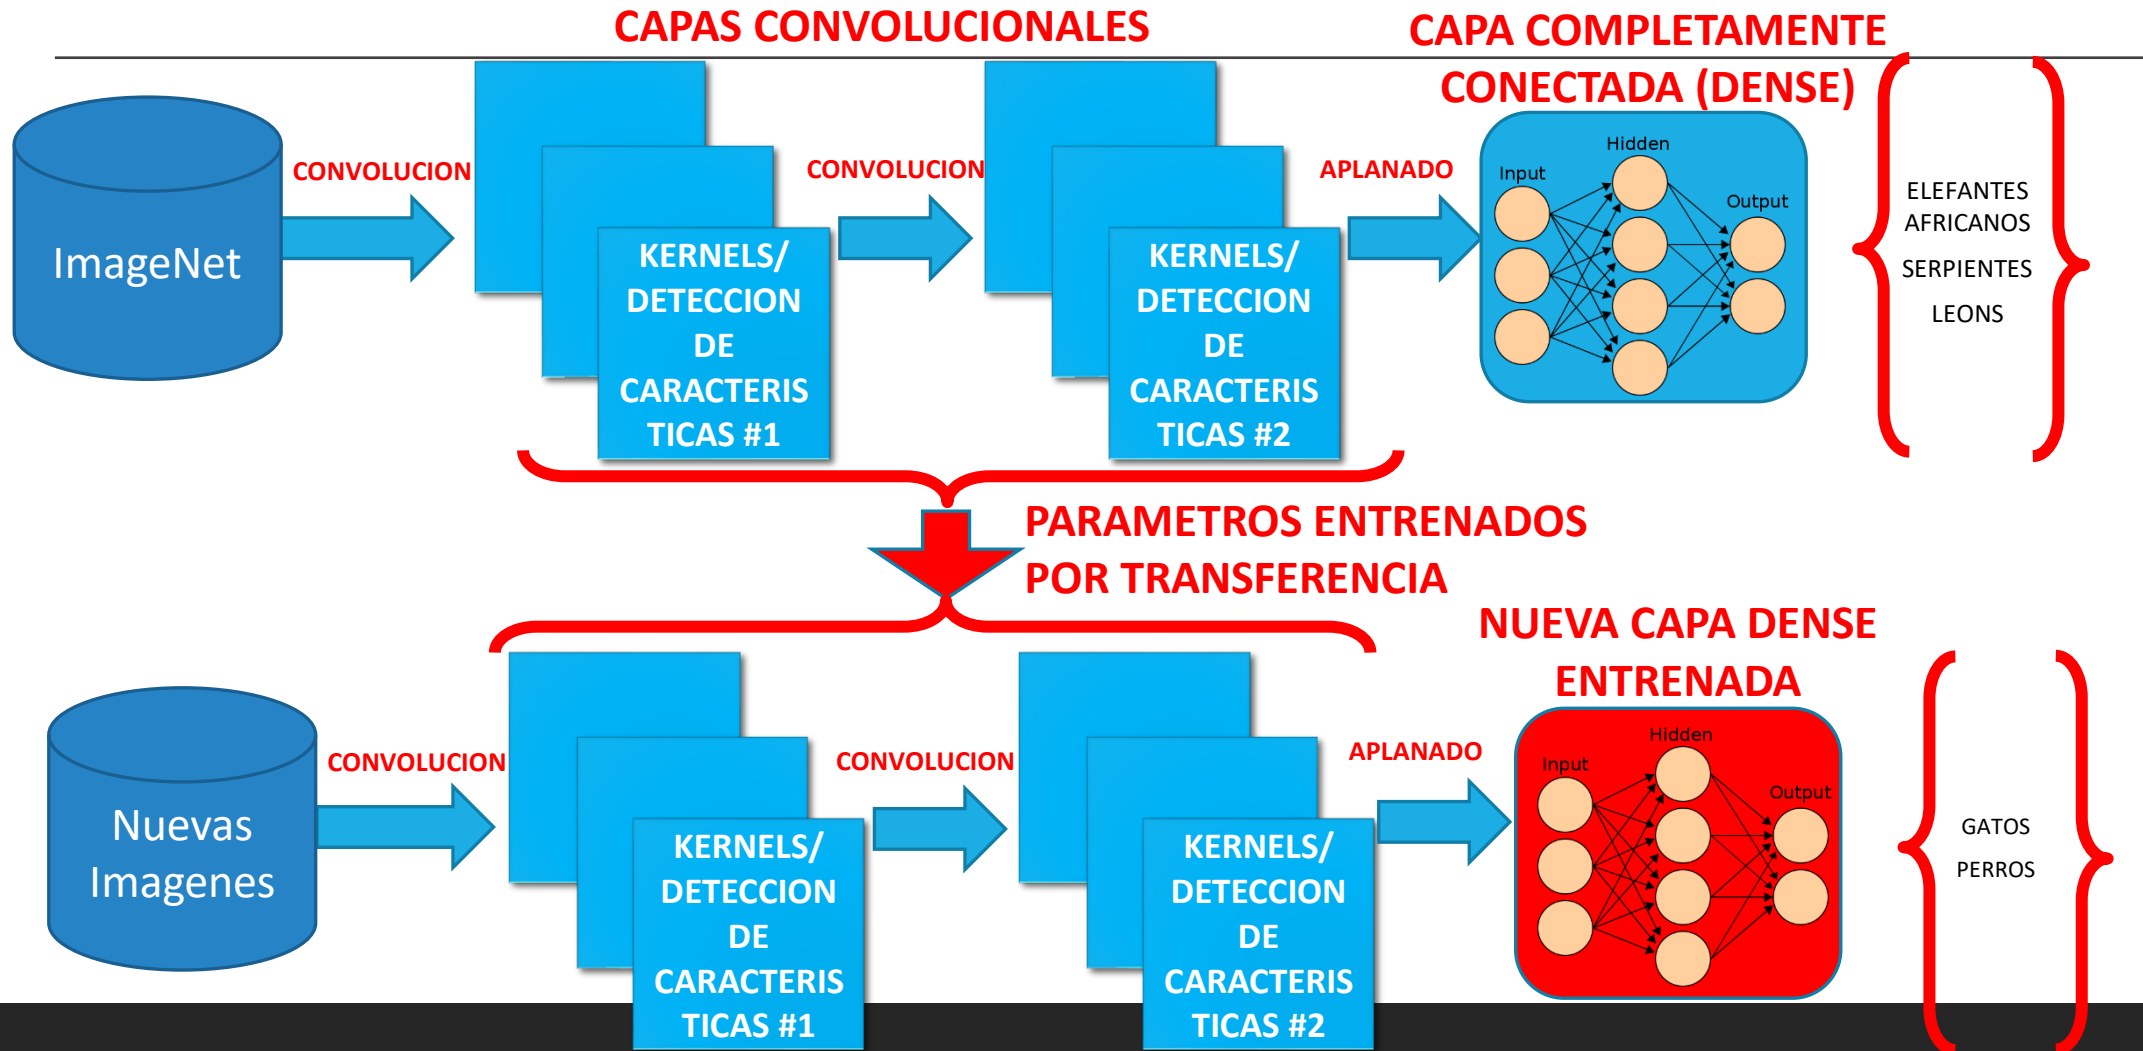 CAPAS CONVOLUCIONALES
CAPA COMPLETAMENTE
CONECTADA (DENSE)
ImageNet
CONVOLUCION
KERNELS/
DETECCION
DE
CARACTERIS
TICAS #1
CONVOLUCION
KERNELS/
DETECCION
DE
CARACTERIS
TICAS #2
APLANADO
Hidden
Input
Output
ELEFANTES
AFRICANOS
SERPIENTES
LEONS
PARAMETROS ENTRENADOS
POR TRANSFERENCIA
NUEVA CAPA DENSE
ENTRENADA
Nuevas
Imagenes
CONVOLUCION
KERNELS/
DETECCION
DE
CARACTERIS
TICAS #1
CONVOLUCION
KERNELS/
DETECCION
DE
CARACTERIS
TICAS #2
APLANADO
Hidden
Input
Output
GATOS
PERROS